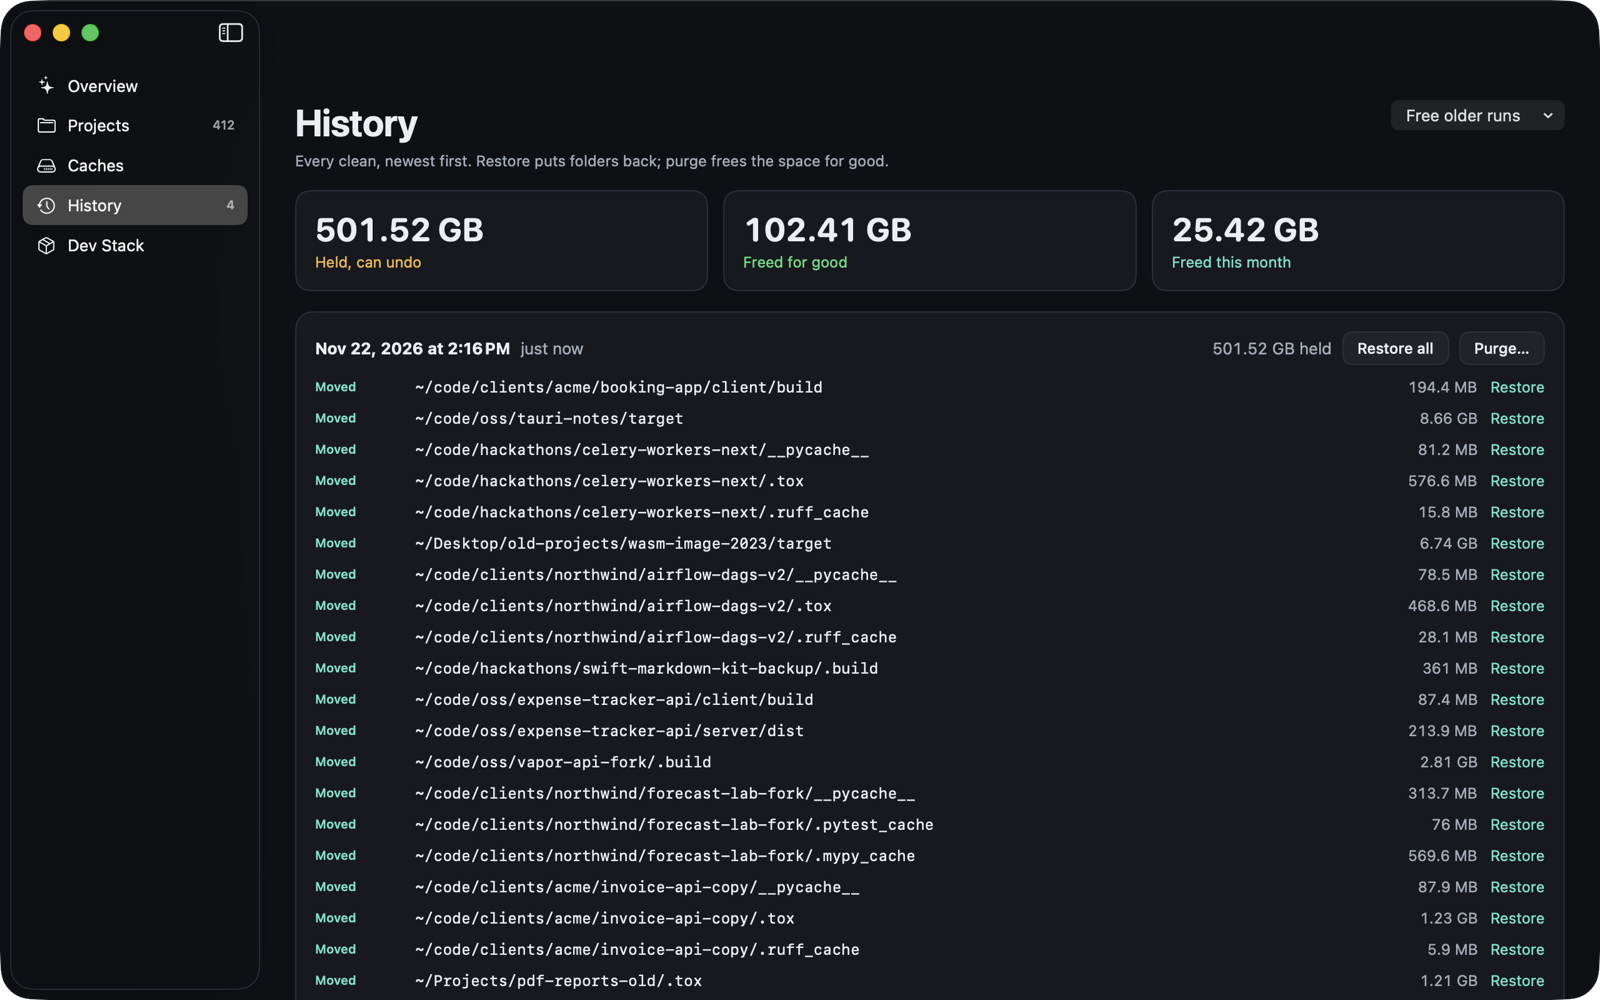 Overview
Projects 412
Caches
History 4
Dev Stack
History
Free older runs
Every clean, newest first. Restore puts folders back; purge frees the space for good.
501.52 GB
Held, can undo
102.41 GB
Freed for good
25.42 GB
Freed this month
Nov 22, 2026 at 2:16 PM just now 501.52 GB held Restore all Purge...
Moved ~/code/clients/acme/booking-app/client/build 194.4 MB Restore
Moved ~/code/oss/tauri-notes/target 8.66 GB Restore
Moved ~/code/hackathons/celery-workers-next/__pycache__ 81.2 MB Restore
Moved ~/code/hackathons/celery-workers-next/.tox 576.6 MB Restore
Moved ~/code/hackathons/celery-workers-next/.ruff_cache 15.8 MB Restore
Moved ~/Desktop/old-projects/wasm-image-2023/target 6.74 GB Restore
Moved ~/code/clients/northwind/airflow-dags-v2/__pycache__ 78.5 MB Restore
Moved ~/code/clients/northwind/airflow-dags-v2/.tox 468.6 MB Restore
Moved ~/code/clients/northwind/airflow-dags-v2/.ruff_cache 28.1 MB Restore
Moved ~/code/hackathons/swift-markdown-kit-backup/.build 361 MB Restore
Moved ~/code/oss/expense-tracker-api/client/build 87.4 MB Restore
Moved ~/code/oss/expense-tracker-api/server/dist 213.9 MB Restore
Moved ~/code/oss/vapor-api-fork/.build 2.81 GB Restore
Moved ~/code/clients/northwind/forecast-lab-fork/__pycache__ 313.7 MB Restore
Moved ~/code/clients/northwind/forecast-lab-fork/.pytest_cache 76 MB Restore
Moved ~/code/clients/northwind/forecast-lab-fork/.mypy_cache 569.6 MB Restore
Moved ~/code/clients/acme/invoice-api-copy/__pycache__ 87.9 MB Restore
Moved ~/code/clients/acme/invoice-api-copy/.tox 1.23 GB Restore
Moved ~/code/clients/acme/invoice-api-copy/.ruff_cache 5.9 MB Restore
Moved ~/Projects/pdf-reports-old/.tox 1.21 GB Restore